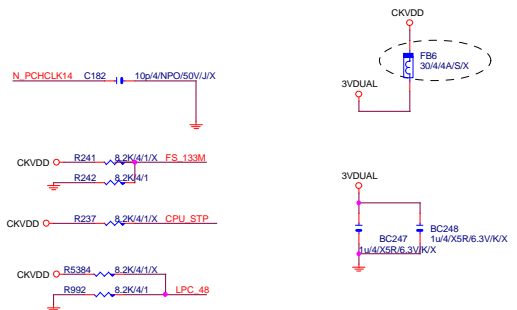 CKVDD
FB6
30/4/4A/S/X
3VDUAL
N_PCHCLK14 C182 10p/4/NPO/50V/J/X
CKVDD R241 8.2K/4/1/X FS_133M
R242 8.2K/4/1
CKVDD R237 8.2K/4/1/X CPU_STP
CKVDD R5384 8.2K/4/1/X
R992 8.2K/4/1 LPC_48
3VDUAL
BC248
1u/4/X5R/6.3V/K/X
BC247
1u/4/X5R/6.3V/K/X